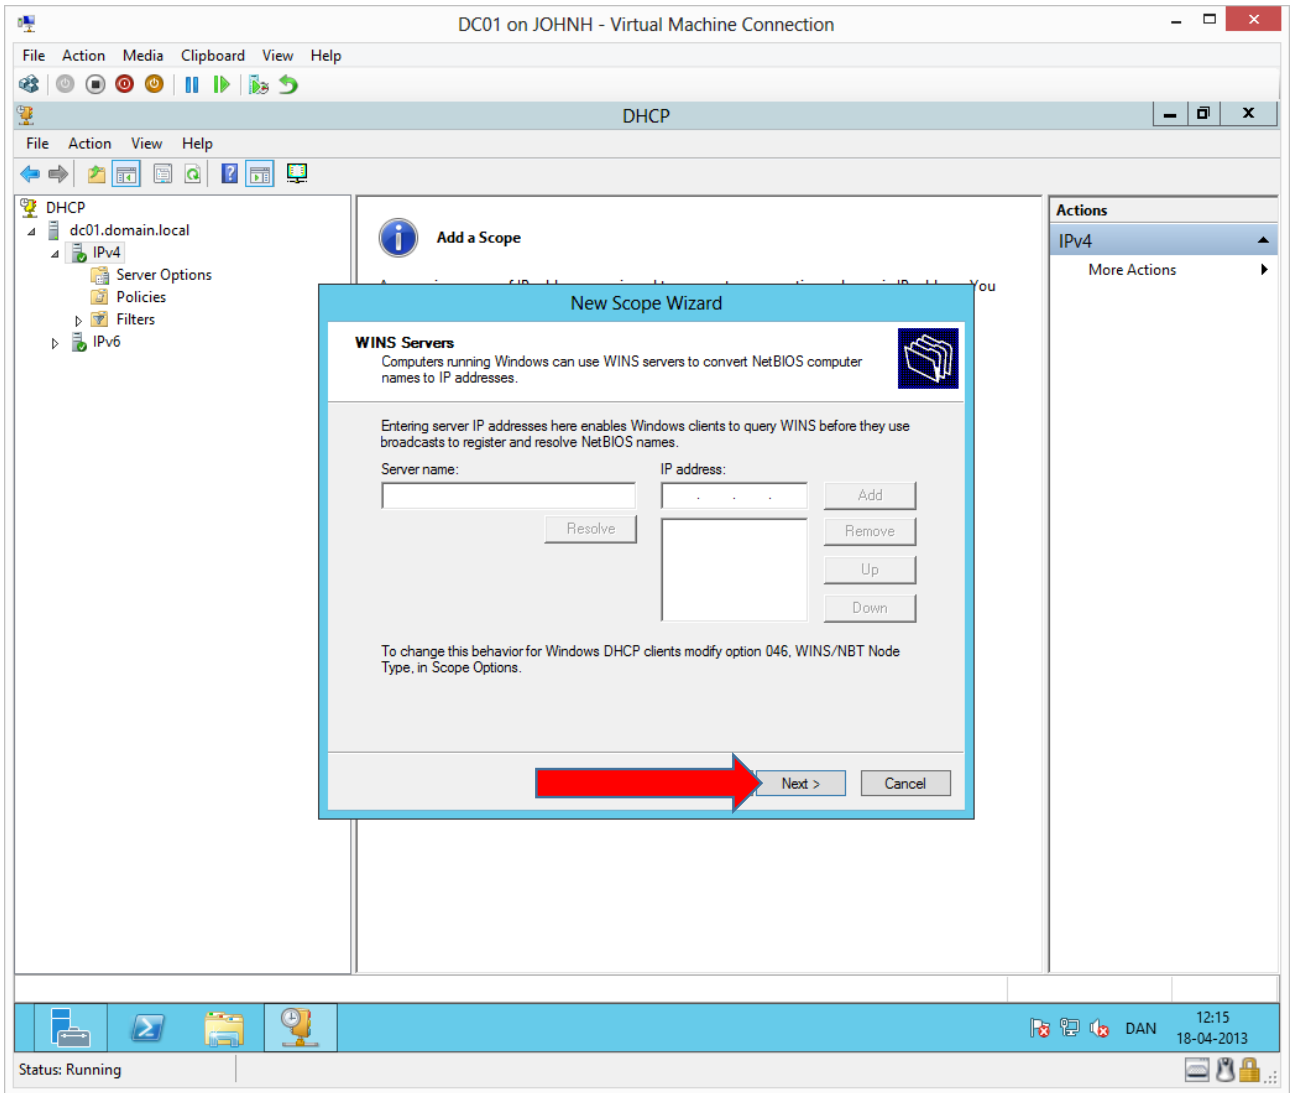 DC01 on JOHNH - Virtual Machine Connection
File Action Media Clipboard View Help
DHCP
File Action View Help
DHCP
dc01.domain.local
IPv4
Server Options
Policies
Filters
IPv6
Add a Scope
You
Actions
IPv4
More Actions
New Scope Wizard
WINS Servers
Computers running Windows can use WINS servers to convert NetBIOS computer
names to IP addresses.
Entering server IP addresses here enables Windows clients to query WINS before they use
broadcasts to register and resolve NetBIOS names.
Server name:
IP address:
Add
Resolve
Remove
Up
Down
To change this behavior for Windows DHCP clients modify option 046, WINS/NBT Node
Type, in Scope Options.
Next >
Cancel
DAN
12:15
18-04-2013
Status: Running